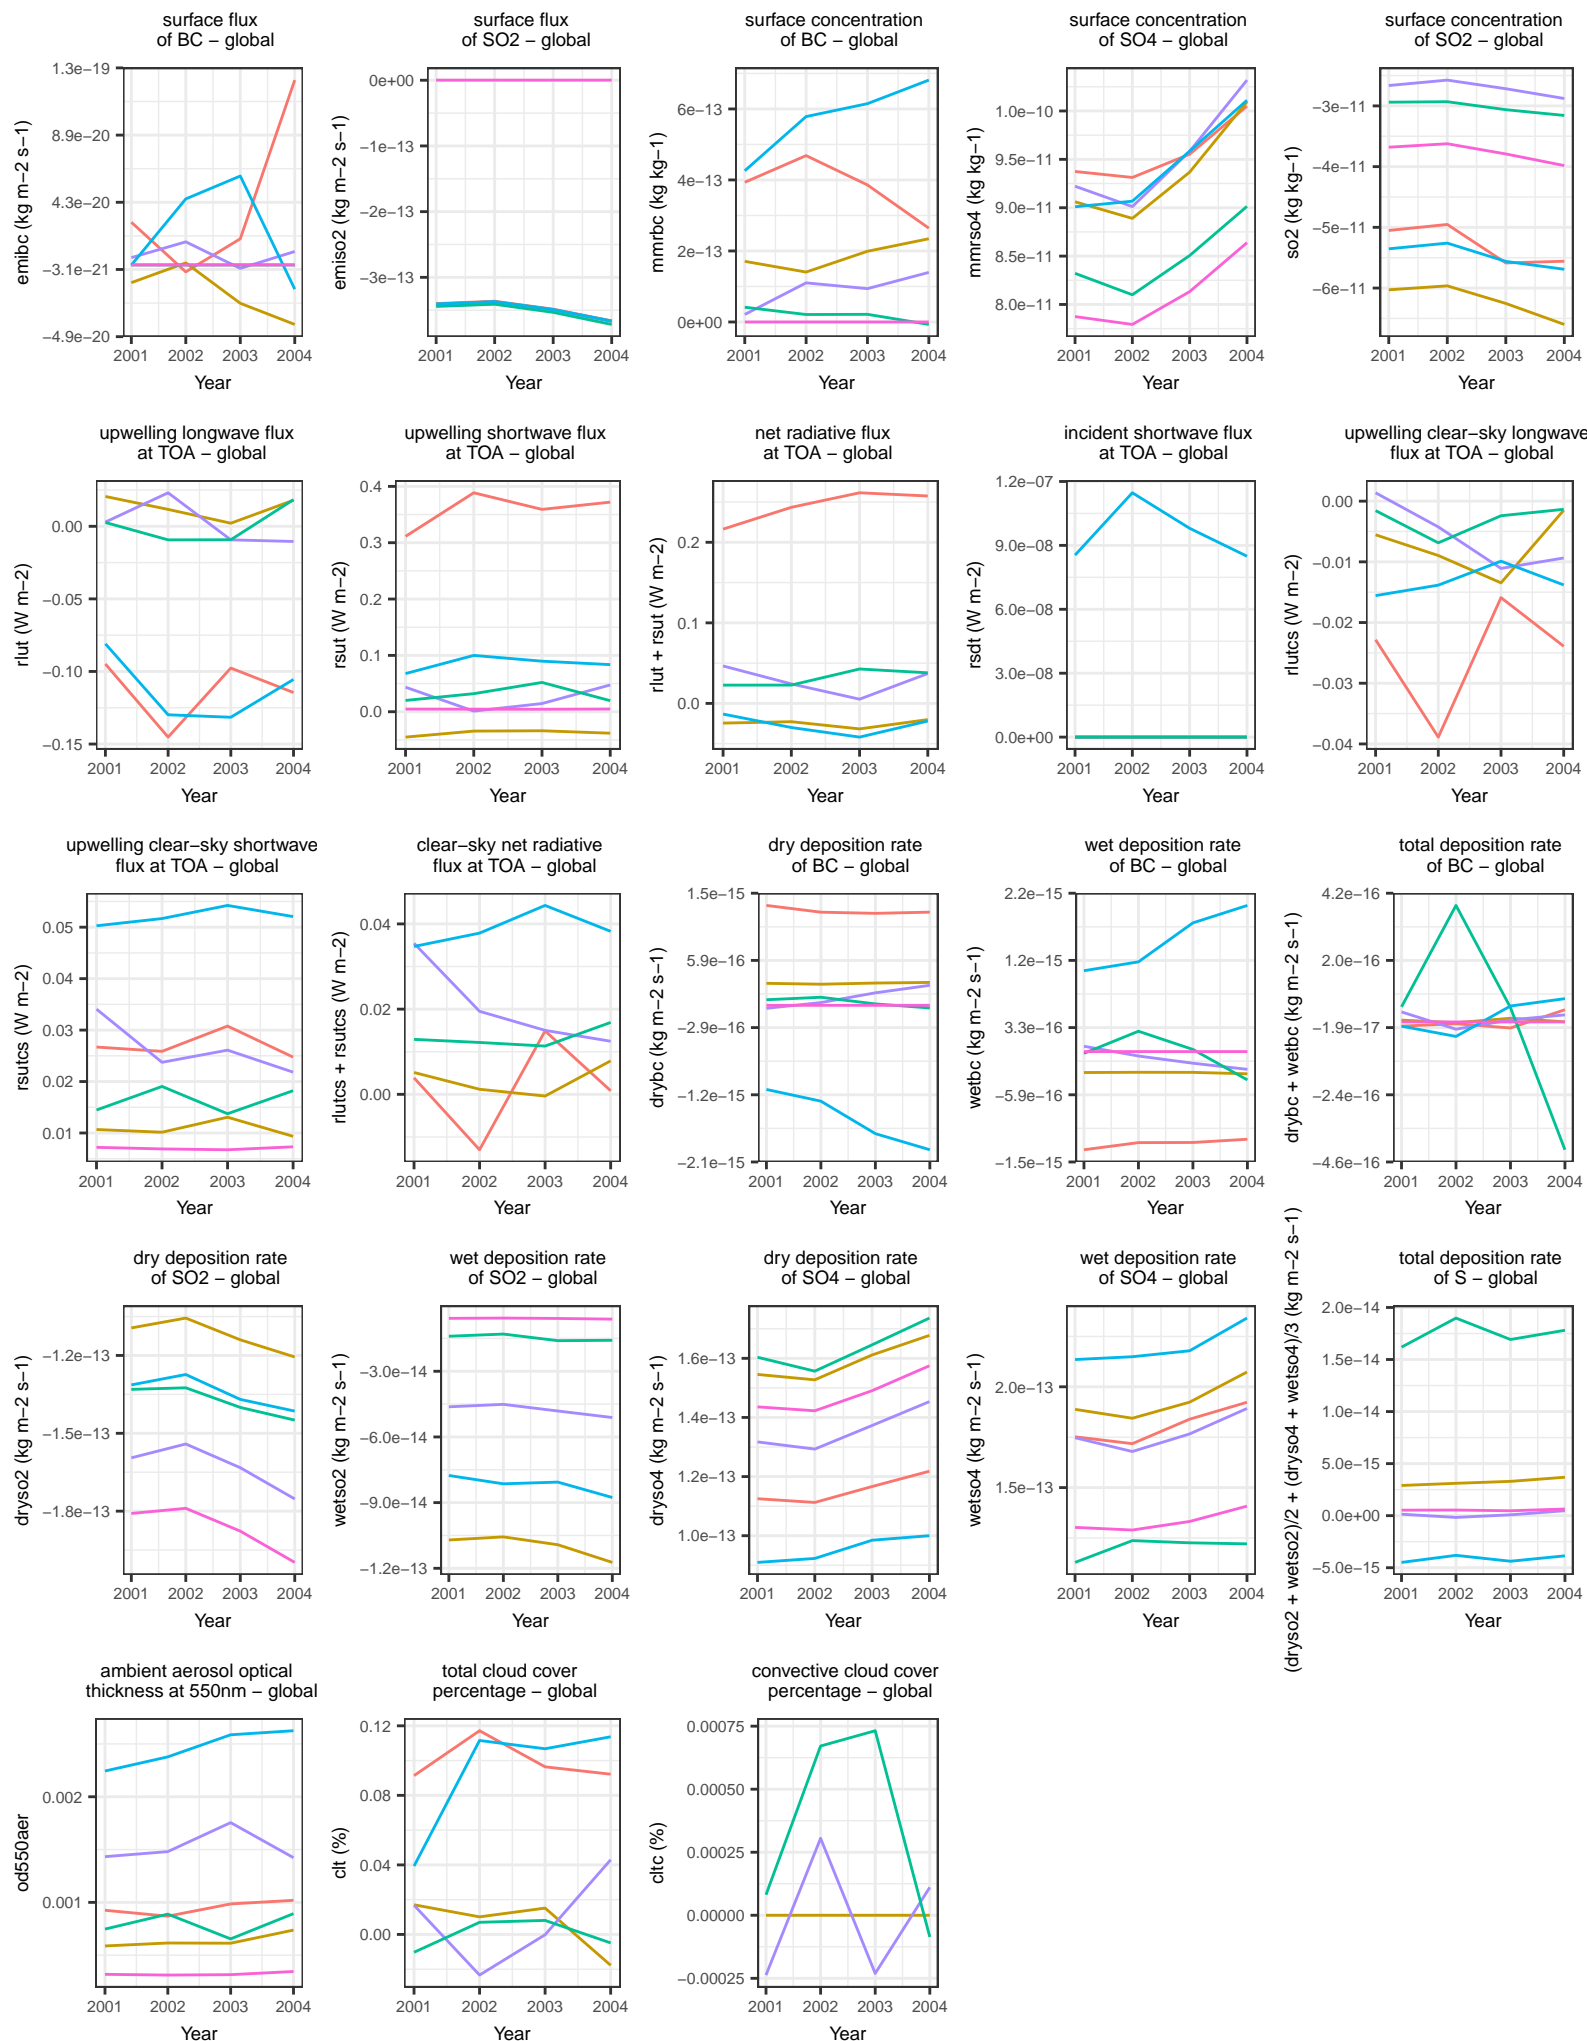 surface flux
of BC − global
emibc (kg m−2 s−1)
1.3e−19
8.9e−20
4.3e−20
−3.1e−21
−4.9e−20
2001 2002 2003 2004
Year
surface flux
of SO2 − global
emiso2 (kg m−2 s−1)
0e+00
−1e−13
−2e−13
−3e−13
2001 2002 2003 2004
Year
surface concentration
of BC − global
mmrbc (kg kg−1)
6e−13
4e−13
2e−13
0e+00
2001 2002 2003 2004
Year
surface concentration
of SO4 − global
mmrso4 (kg kg−1)
1.0e−10
9.5e−11
9.0e−11
8.5e−11
8.0e−11
2001 2002 2003 2004
Year
surface concentration
of SO2 − global
so2 (kg kg−1)
−3e−11
−4e−11
−5e−11
−6e−11
2001 2002 2003 2004
Year
upwelling longwave flux
at TOA − global
rlut (W m−2)
0.00
−0.05
−0.10
−0.15
2001 2002 2003 2004
Year
upwelling shortwave flux
at TOA − global
rsut (W m−2)
0.4
0.3
0.2
0.1
0.0
2001 2002 2003 2004
Year
net radiative flux
at TOA − global
rlut + rsut (W m−2)
0.2
0.1
0.0
2001 2002 2003 2004
Year
incident shortwave flux
at TOA − global
rsdt (W m−2)
1.2e−07
9.0e−08
6.0e−08
3.0e−08
0.0e+00
2001 2002 2003 2004
Year
upwelling clear−sky longwave
flux at TOA − global
rlutcs (W m−2)
0.00
−0.01
−0.02
−0.03
−0.04
2001 2002 2003 2004
Year
upwelling clear−sky shortwave
flux at TOA − global
rsutcs (W m−2)
0.05
0.04
0.03
0.02
0.01
2001 2002 2003 2004
Year
clear−sky net radiative
flux at TOA − global
rlutcs + rsutcs (W m−2)
0.04
0.02
0.00
2001 2002 2003 2004
Year
dry deposition rate
of BC − global
drybc (kg m−2 s−1)
1.5e−15
5.9e−16
−2.9e−16
−1.2e−15
−2.1e−15
2001 2002 2003 2004
Year
wet deposition rate
of BC − global
wetbc (kg m−2 s−1)
2.2e−15
1.2e−15
3.3e−16
−5.9e−16
−1.5e−15
2001 2002 2003 2004
Year
total deposition rate
of BC − global
drybc + wetbc (kg m−2 s−1)
4.2e−16
2.0e−16
−1.9e−17
−2.4e−16
−4.6e−16
2001 2002 2003 2004
Year
dry deposition rate
of SO2 − global
dryso2 (kg m−2 s−1)
−1.2e−13
−1.5e−13
−1.8e−13
2001 2002 2003 2004
Year
wet deposition rate
of SO2 − global
wetso2 (kg m−2 s−1)
−3.0e−14
−6.0e−14
−9.0e−14
−1.2e−13
2001 2002 2003 2004
Year
dry deposition rate
of SO4 − global
dryso4 (kg m−2 s−1)
1.6e−13
1.4e−13
1.2e−13
1.0e−13
2001 2002 2003 2004
Year
wet deposition rate
of SO4 − global
wetso4 (kg m−2 s−1)
2.0e−13
1.5e−13
2001 2002 2003 2004
Year
total deposition rate
of S − global
(dryso2 + wetso2)/2 + (dryso4 + wetso4)/3 (kg m−2 s−1)
2.0e−14
1.5e−14
1.0e−14
5.0e−15
0.0e+00
−5.0e−15
2001 2002 2003 2004
Year
ambient aerosol optical
thickness at 550nm − global
od550aer
0.002
0.001
2001 2002 2003 2004
Year
total cloud cover
percentage − global
clt (%)
0.12
0.08
0.04
0.00
2001 2002 2003 2004
Year
convective cloud cover
percentage − global
cltc (%)
0.00075
0.00050
0.00025
0.00000
−0.00025
2001 2002 2003 2004
Year